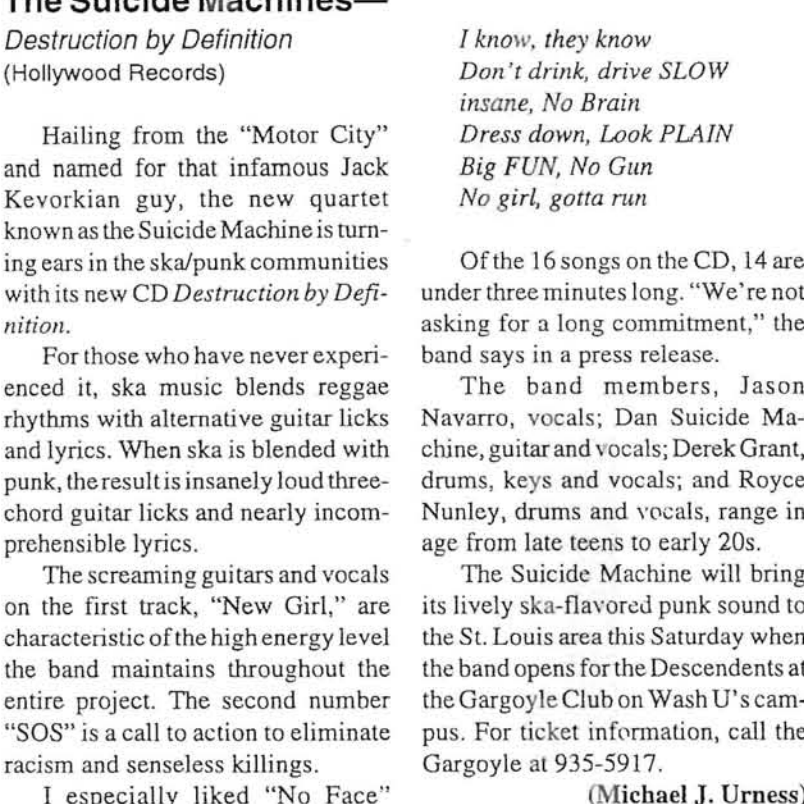 The Suicide Machines—
Destruction by Definition
(Hollywood Records)
Hailing from the “Motor City”
and named for that infamous Jack
Kevorkian guy, the new quartet
known as the Suicide Machine is turn-
ing ears in the ska/punk communities
with its new CD Destruction by Defi-
nition.
For those who have never experi-
enced it, ska music blends reggae
rhythms with alternative guitar licks
and lyrics. When ska is blended with
punk, the result is insanely loud three-
chord guitar licks and nearly incom-
prehensible lyrics.
The screaming guitars and vocals
on the first track, “New Girl,” are
characteristic of the high energy level
the band maintains throughout the
entire project. The second number
“SOS” is a call to action to eliminate
racism and senseless killings.
I especially liked “No Face”
I know, they know
Don't drink, drive SLOW
insane, No Brain
Dress down, Look PLAIN
Big FUN, No Gun
No girl, gotta run
Of the 16 songs on the CD, 14 are
under three minutes long. “We're not
asking for a long commitment,” the
band says in a press release.
The band members, Jason
Navarro, vocals; Dan Suicide Ma-
chine, guitar and vocals; Derek Grant,
drums, keys and vocals; and Royce
Nunley, drums and vocals, range in
age from late teens to early 20s.
The Suicide Machine will bring
its lively ska-flavored punk sound to
the St. Louis area this Saturday when
the band opens for the Descendents at
the Gargoyle Club on Wash U's cam-
pus. For ticket information, call the
Gargoyle at 935-5917.
(Michael J. Urness)